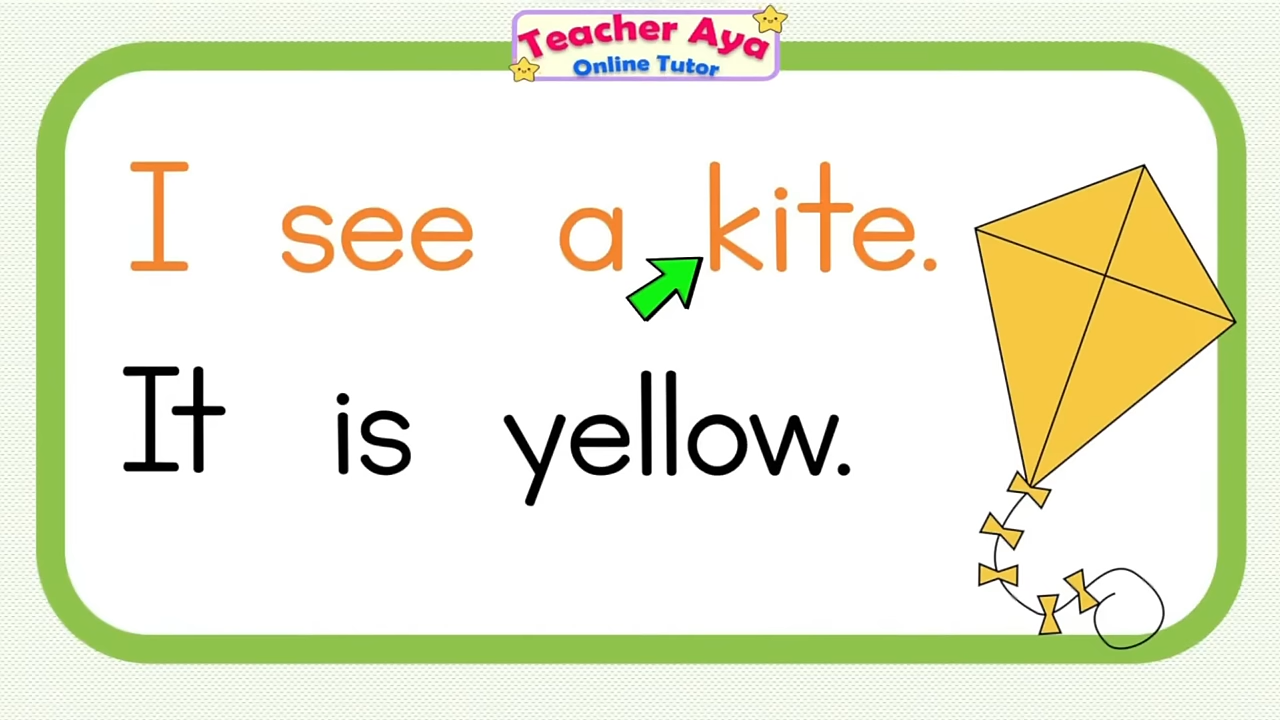 Teacher Aya
Online Tutor
I see a kite.
It is yellow.